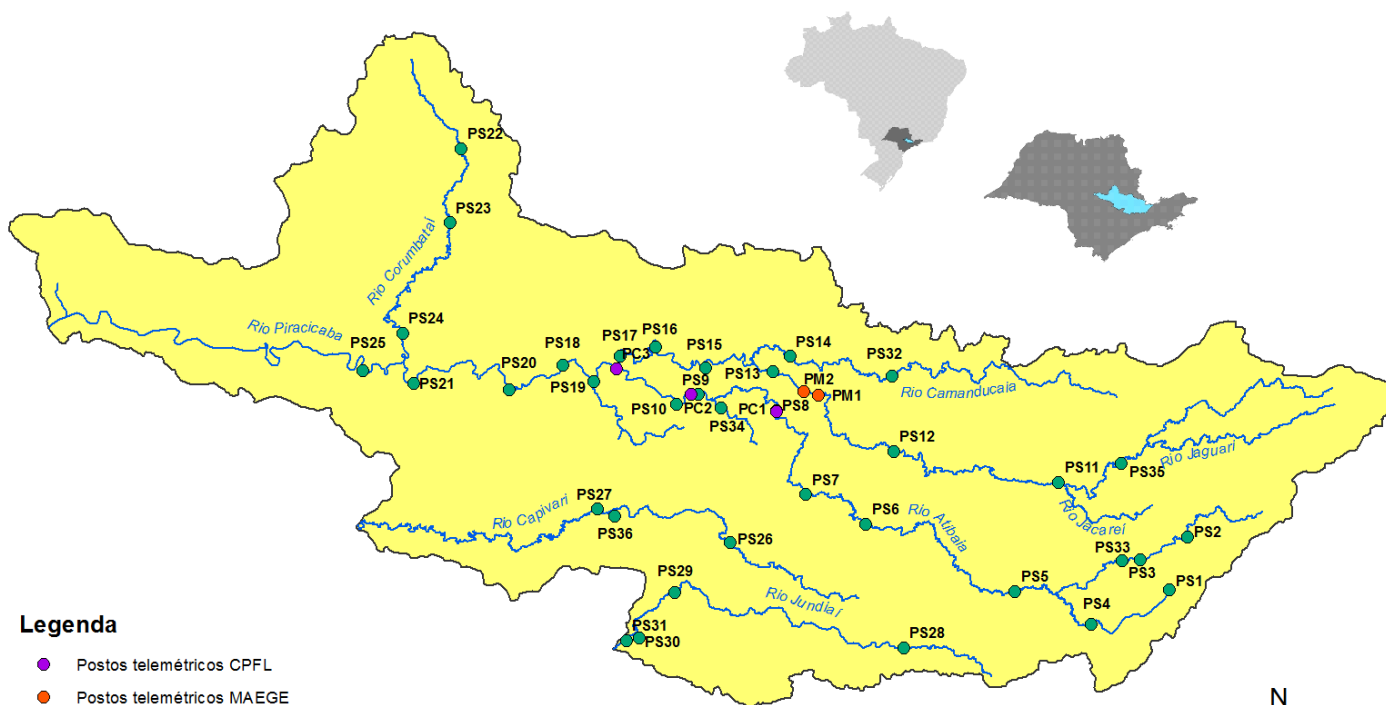 PS22
PS23
Rio Corumbataí
PS24
Rio Piracicaba
PS25
PS21
PS20
PS18
PS19
PS17
PC3
PS16
PS15
PS14
PS13
PS32
Rio Camanducaia
PM2
PM1
PS9
PS10
PC2
PS34
PC1
PS8
PS12
PS11
PS35
Rio Jaguari
Rio Jacareí
PS7
PS6
Rio Atibaia
PS2
PS33
PS3
PS1
PS5
PS4
PS27
Rio Capivari
PS36
PS26
PS29
Rio Jundiaí
PS31
PS30
PS28
Legenda
Postos telemétricos CPFL
Postos telemétricos MAEGE
N